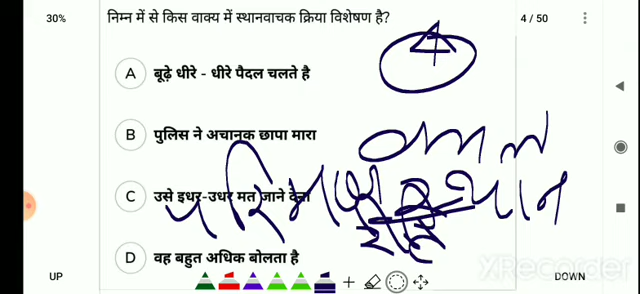 30% निम्न में से किस वाक्य में स्थानवाचक क्रिया विशेषण है? 4 / 50
A बूढ़े धीरे - धीरे पैदल चलते है
B पुलिस ने अचानक छापा मारा
C उसे इधर-उधर मत जाने देना
D वह बहुत अधिक बोलता है
UP DOWN
XRecorder